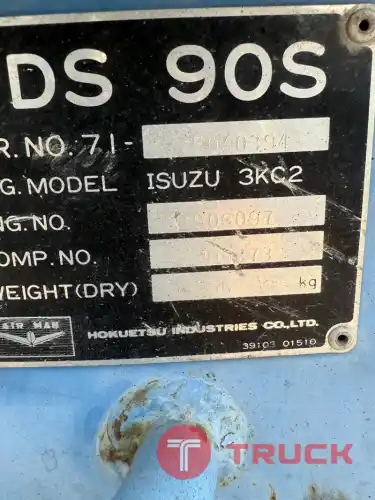 DS 90S
R.NO.71-
G. MODEL ISUZU 3KC2
NG.NO.
OMP.NO.
WEIGHT(DRY) kg
AIR MAN
HOKUETSU INDUSTRIES CO.,LTD.
39103 01510
T TRUCK